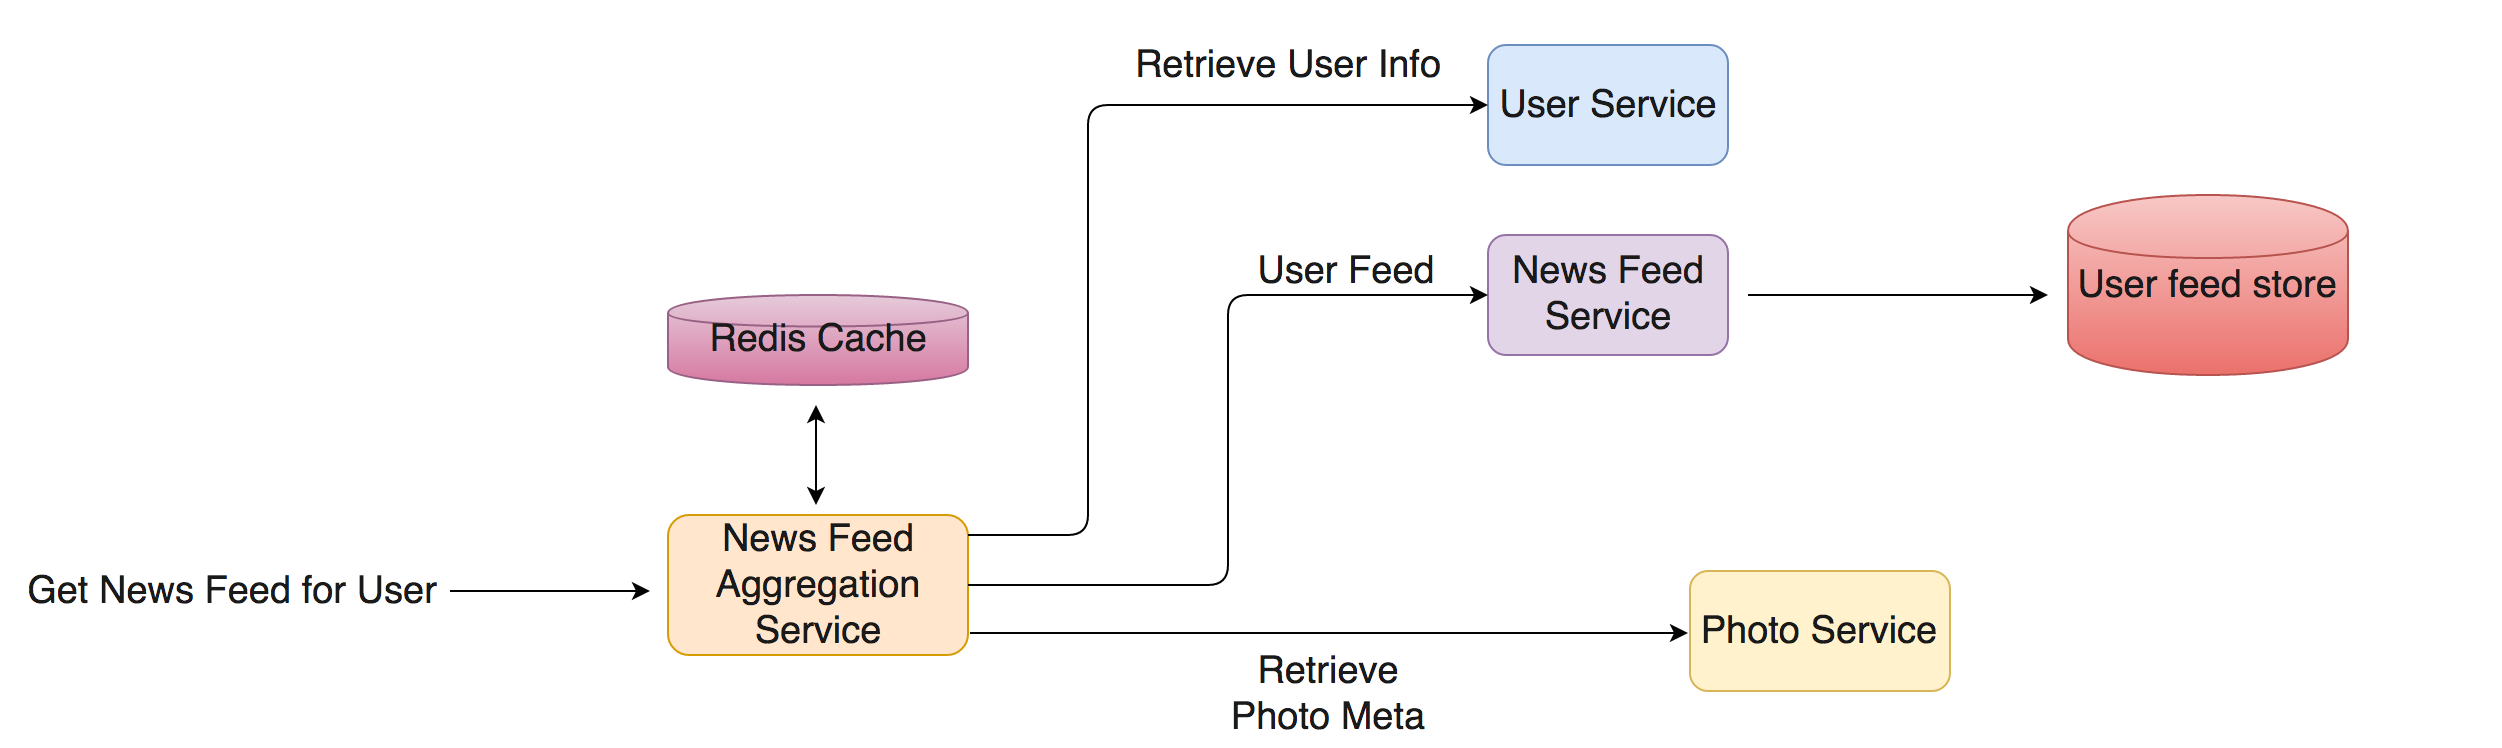 Retrieve User Info
User Service
User Feed
News Feed
Service
User feed store
Redis Cache
Get News Feed for User
News Feed
Aggregation
Service
Photo Service
Retrieve
Photo Meta